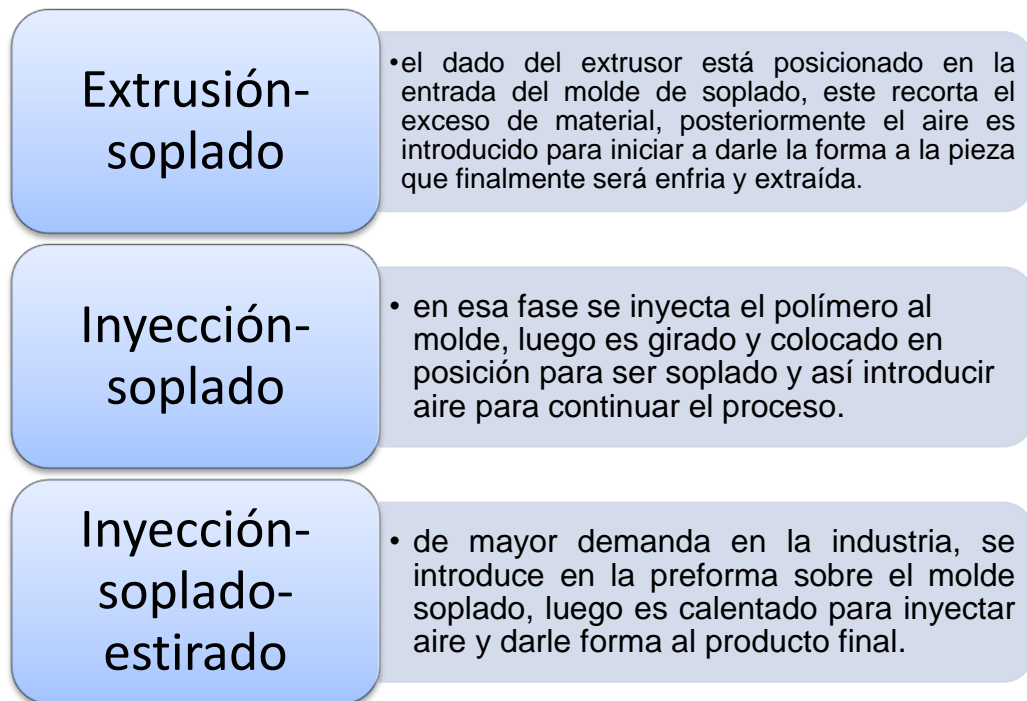 Extrusión-
soplado
•el dado del extrusor está posicionado en la
entrada del molde de soplado, este recorta el
exceso de material, posteriormente el aire es
introducido para iniciar a darle la forma a la pieza
que finalmente será enfria y extraída.
Inyección-
soplado
• en esa fase se inyecta el polímero al
molde, luego es girado y colocado en
posición para ser soplado y así introducir
aire para continuar el proceso.
Inyección-
soplado-
estirado
• de mayor demanda en la industria, se
introduce en la preforma sobre el molde
soplado, luego es calentado para inyectar
aire y darle forma al producto final.